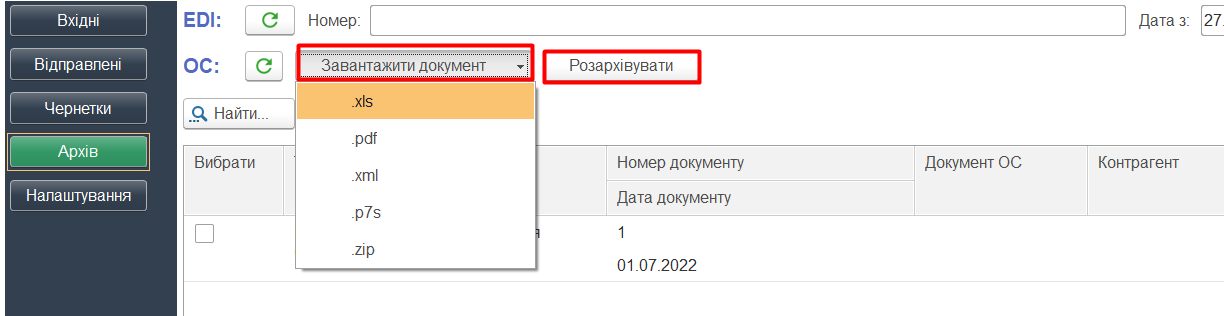 Вхідні
Відправлені
Чернетки
Архів
Налаштування
EDI: Номер: Дата з: 27.
ОС: Завантажити документ Розархівувати
Найти...
.xls
.pdf
.xml
.p7s
.zip
Вибрати Номер документу Документ ОС Контрагент
Дата документу
я 1
01.07.2022